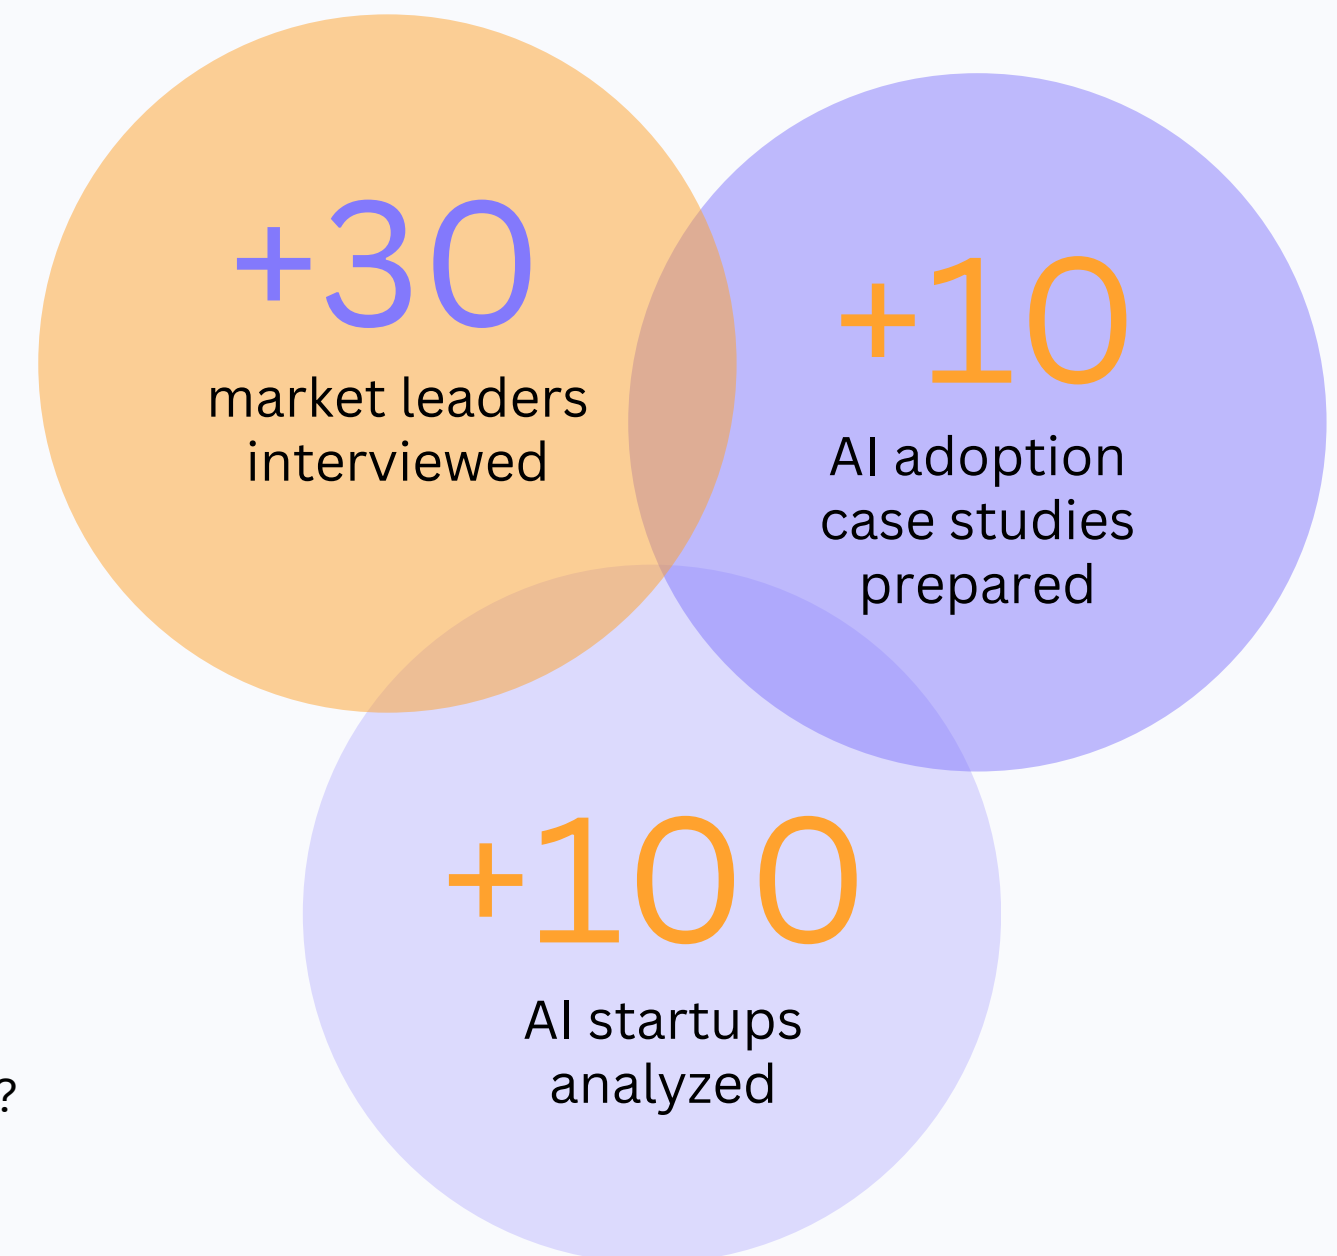 +30
market leaders
interviewed
+10
AI adoption
case studies
prepared
+100
AI startups
analyzed
?